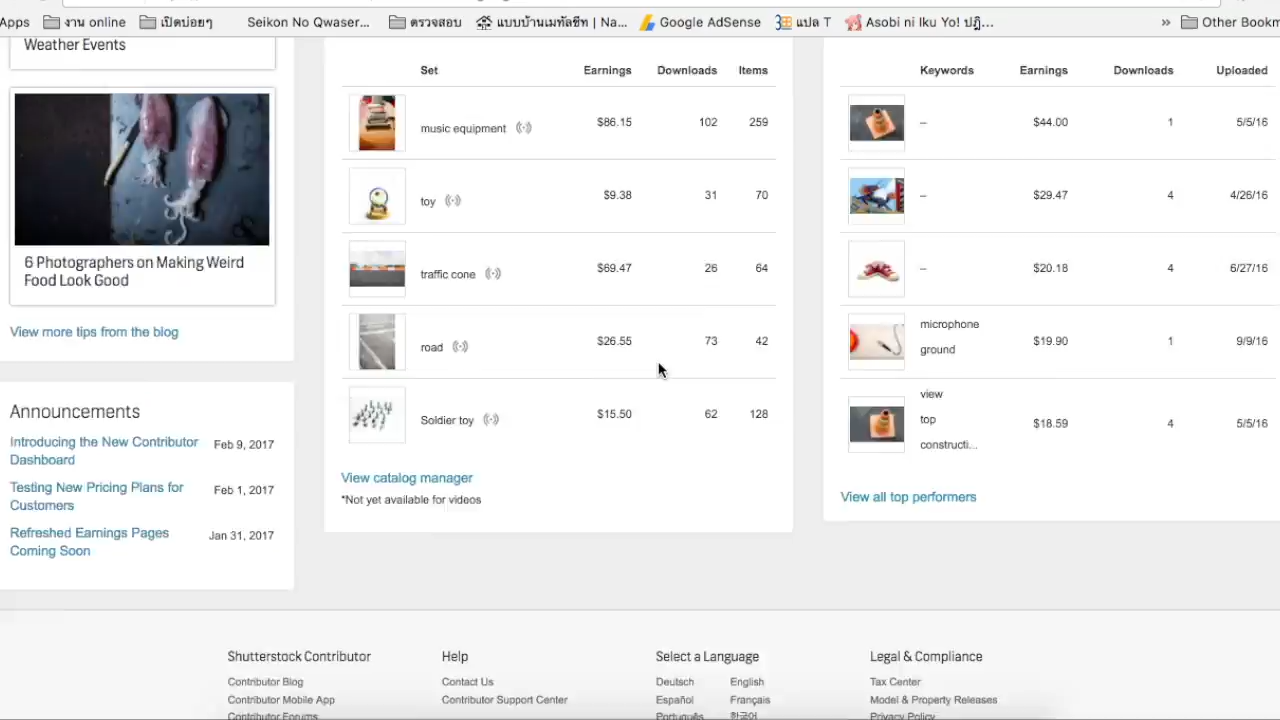 Apps
งาน online
เปิดบ่อยๆ
Seikon No Qwaser...
ตรวจสอบ
แบบบ้านเมทัลชีท | Na...
Google AdSense
แปล T
Asobi ni Iku Yo! ปฏิ...
»
Other Bookm
Weather Events
6 Photographers on Making Weird
Food Look Good
View more tips from the blog
Announcements
Introducing the New Contributor Feb 9, 2017
Dashboard
Testing New Pricing Plans for Feb 1, 2017
Customers
Refreshed Earnings Pages Jan 31, 2017
Coming Soon
Set Earnings Downloads Items
music equipment $86.15 102 259
toy $9.38 31 70
traffic cone $69.47 26 64
road $26.55 73 42
Soldier toy $15.50 62 128
View catalog manager
*Not yet available for videos
Keywords Earnings Downloads Uploaded
– $44.00 1 5/5/16
– $29.47 4 4/26/16
– $20.18 4 6/27/16
microphone
ground $19.90 1 9/9/16
view
top $18.59 4 5/5/16
constructi...
View all top performers
Shutterstock Contributor
Contributor Blog
Contributor Mobile App
Contributor Forums
Help
Contact Us
Contributor Support Center
Select a Language
Deutsch English
Español Français
Português 한국어
Legal & Compliance
Tax Center
Model & Property Releases
Privacy Policy